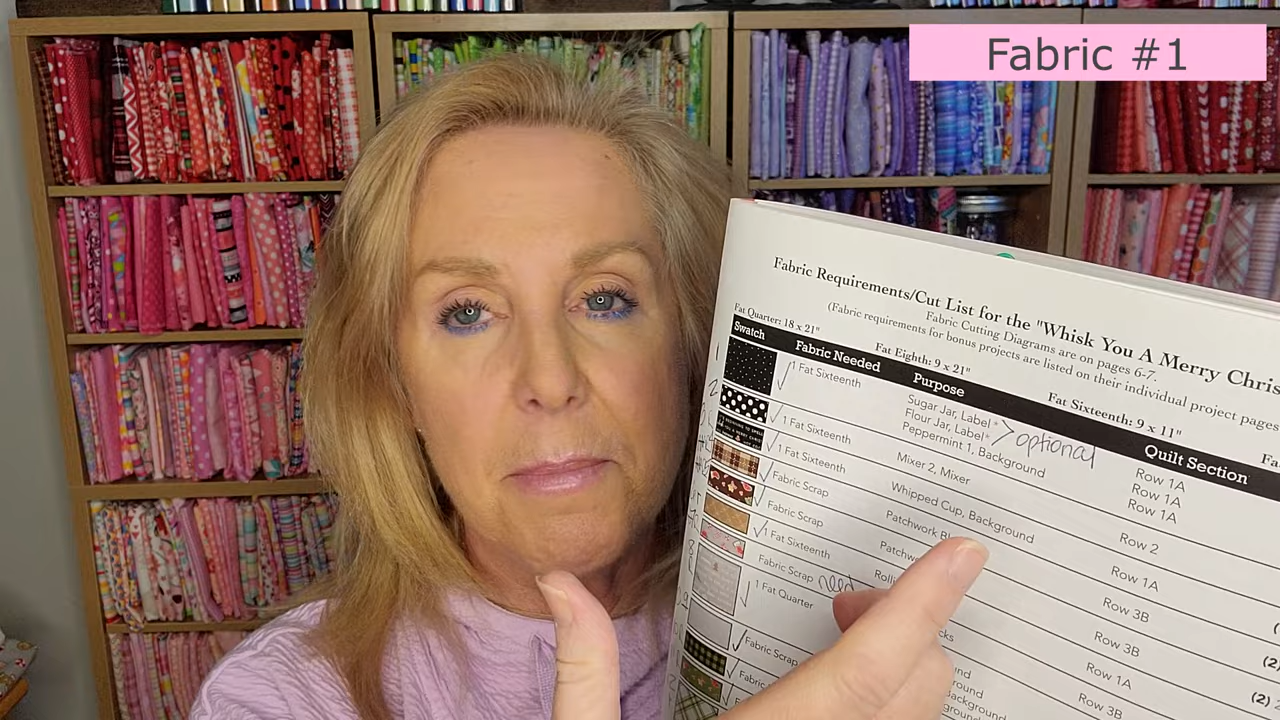 Fabric #1
Fabric Requirements/Cut List for the "Whisk You A Merry Chris
Fabric Cutting Diagrams are on pages 6-7.
(Fabric requirements for bonus projects are listed on their individual project pages
Fat Quarter: 18 x 21" Fat Eighth: 9 x 21" Fat Sixteenth: 9 x 11"
Swatch Fabric Needed Purpose Quilt Section
1 Fat Sixteenth Sugar Jar, Label* Row 1A
Flour Jar, Label* > optional Row 1A
Peppermint 1, Background Row 1A
1 Fat Sixteenth Mixer 2, Mixer Row 2
1 Fat Sixteenth Whipped Cup, Background Row 1A
Fabric Scrap Patchwork Row 3B
Fabric Scrap Row 3B
1 Fat Sixteenth Row 1A
Fabric Scrap need Row 3B
1 Fat Quarter
Fabric Scrap